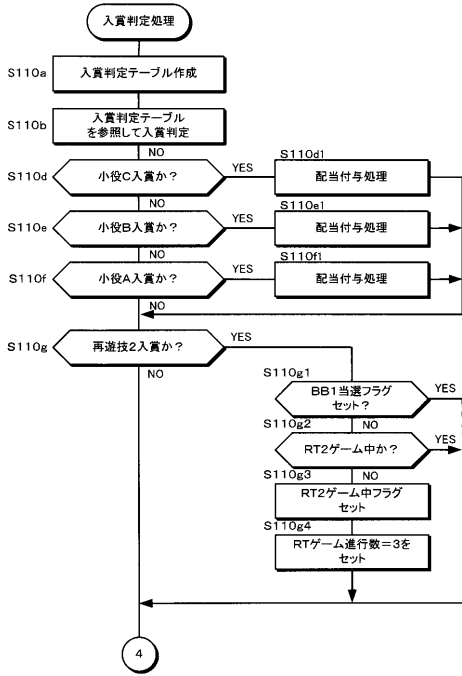 入賞判定処理
S110a
入賞判定テーブル作成
S110b
入賞判定テーブル
を参照して入賞判定
NO
S110d
小役C入賞か?
YES
S110d1
配当付与処理
NO
S110e
小役B入賞か?
YES
S110e1
配当付与処理
NO
S110f
小役A入賞か?
YES
S110f1
配当付与処理
NO
S110g
再遊技2入賞か?
YES
NO
S110g1
BB1当選フラグ
セット?
YES
S110g2
NO
RT2ゲーム中か?
YES
S110g3
NO
RT2ゲーム中フラグ
セット
S110g4
RTゲーム進行数=3を
セット
4